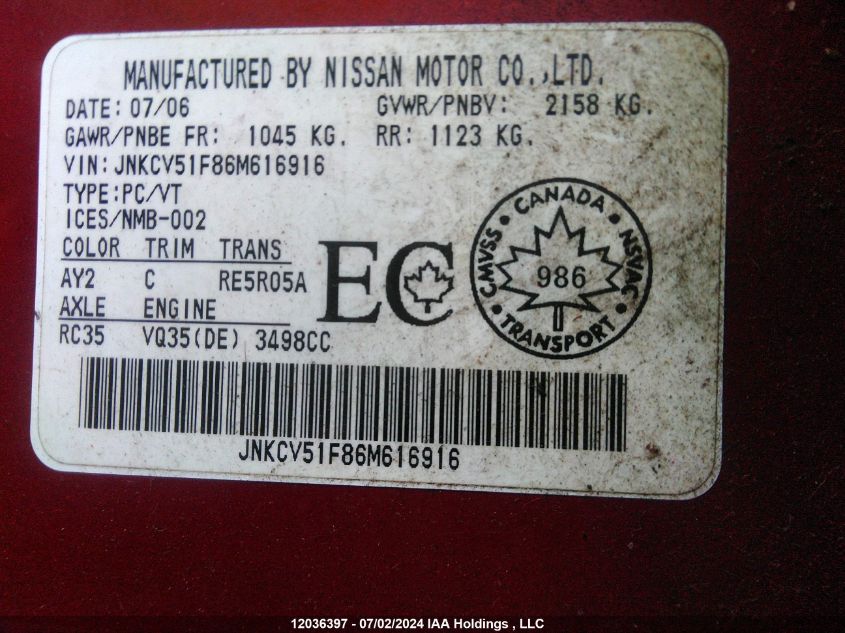 MANUFACTURED BY NISSAN MOTOR CO.,LTD.
DATE: 07/06 GVWR/PNBV: 2158 KG.
GAWR/PNBE FR: 1045 KG. RR: 1123 KG.
VIN: JNKCV51F86M616916
TYPE:PC/VT
ICES/NMB-002
COLOR TRIM TRANS
AY2 C RE5R05A
AXLE ENGINE
RC35 VQ35(DE) 3498CC
EC
CANADA
CMVSS • NSVAC
986
TRANSPORT
JNKCV51F86M616916
12036397 - 07/02/2024 IAA Holdings , LLC